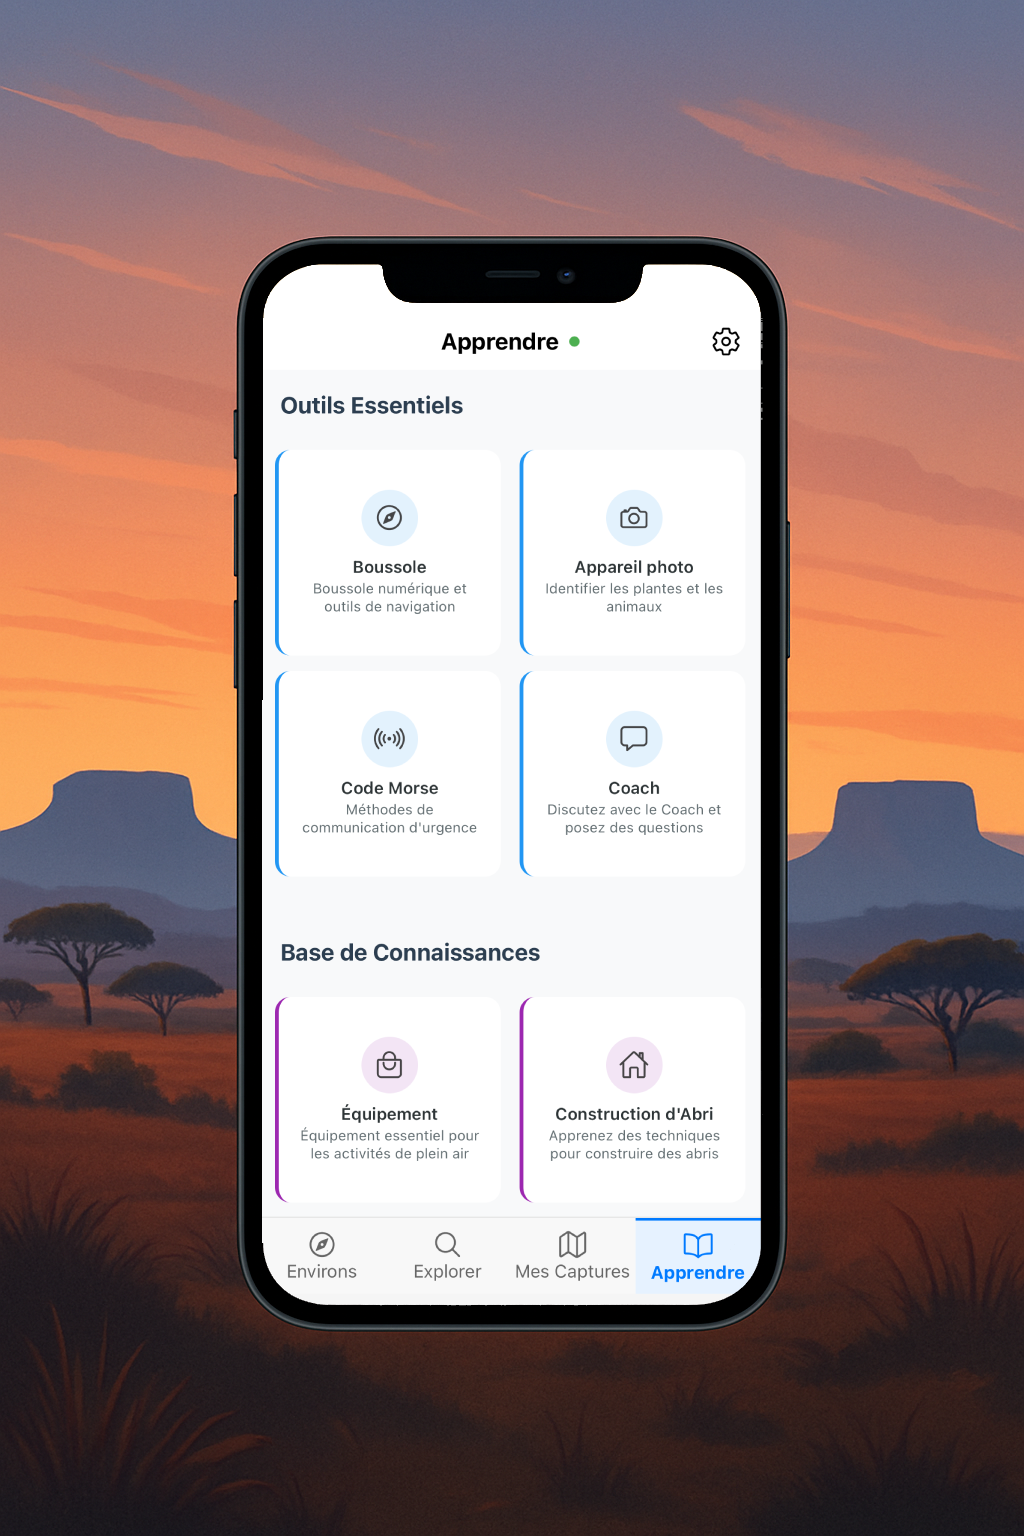 Apprendre
Outils Essentiels
Boussole
Boussole numérique et
outils de navigation
Appareil photo
Identifier les plantes et les
animaux
Code Morse
Méthodes de
communication d'urgence
Coach
Discutez avec le Coach et
posez des questions
Base de Connaissances
Équipement
Équipement essentiel pour
les activités de plein air
Construction d'Abri
Apprenez des techniques
pour construire des abris
Environs
Explorer
Mes Captures
Apprendre